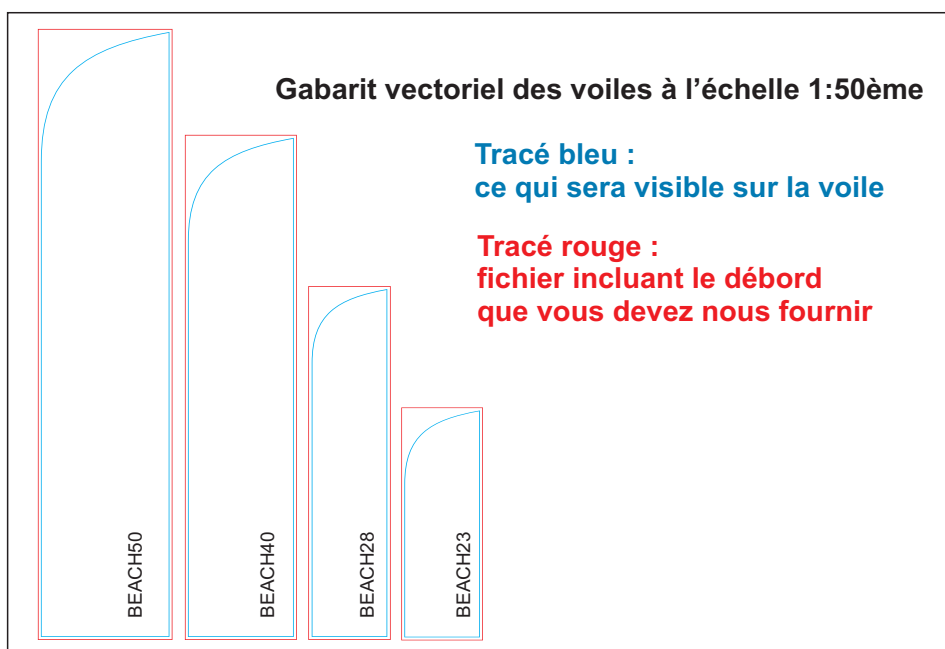 Gabarit vectoriel des voiles à l’échelle 1:50ème
Tracé bleu :
ce qui sera visible sur la voile
Tracé rouge :
fichier incluant le débord
que vous devez nous fournir
BEACH50
BEACH40
BEACH28
BEACH23